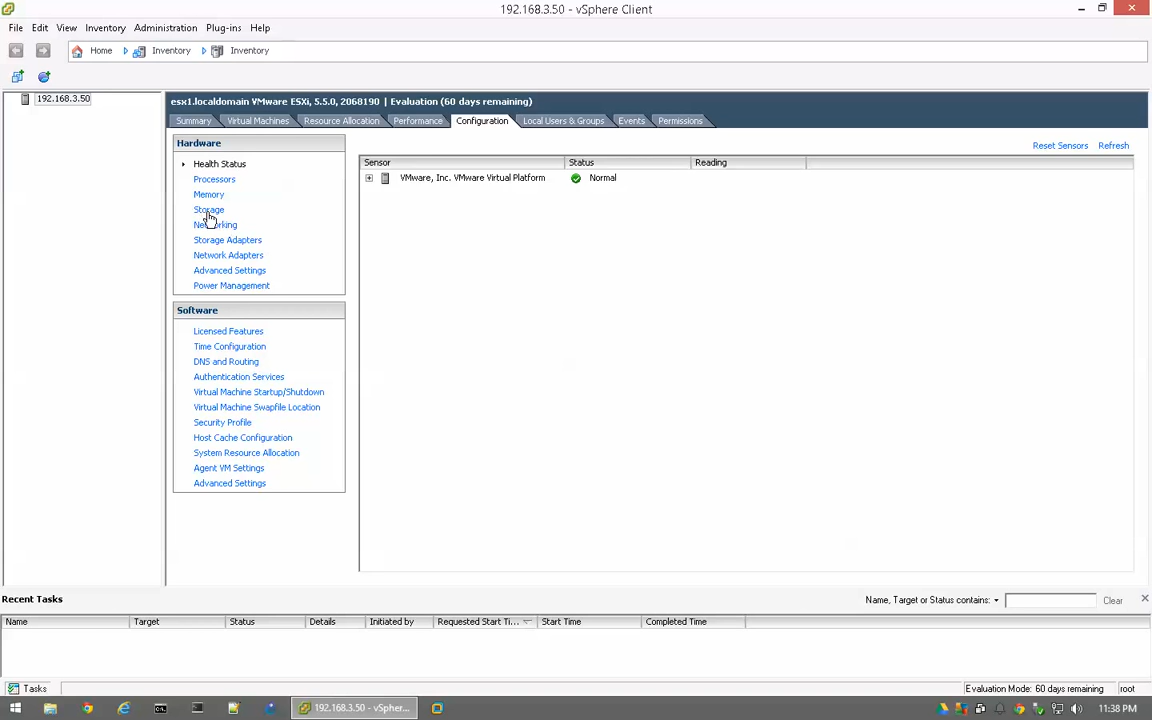 192.168.3.50 - vSphere Client
File Edit View Inventory Administration Plug-ins Help
Home Inventory Inventory
192.168.3.50
esx1.localdomain VMware ESXi, 5.5.0, 2068190 | Evaluation (60 days remaining)
Summary Virtual Machines Resource Allocation Performance Configuration Local Users & Groups Events Permissions
Hardware
Health Status
Processors
Memory
Storage
Networking
Storage Adapters
Network Adapters
Advanced Settings
Power Management
Software
Licensed Features
Time Configuration
DNS and Routing
Authentication Services
Virtual Machine Startup/Shutdown
Virtual Machine Swapfile Location
Security Profile
Host Cache Configuration
System Resource Allocation
Agent VM Settings
Advanced Settings
Reset Sensors Refresh
Sensor Status Reading
VMware, Inc. VMware Virtual Platform Normal
Recent Tasks
Name, Target or Status contains: Clear
Name Target Status Details Initiated by Requested Start Ti... Start Time Completed Time
Tasks
Evaluation Mode: 60 days remaining root
192.168.3.50 - vSpher...
11:38 PM